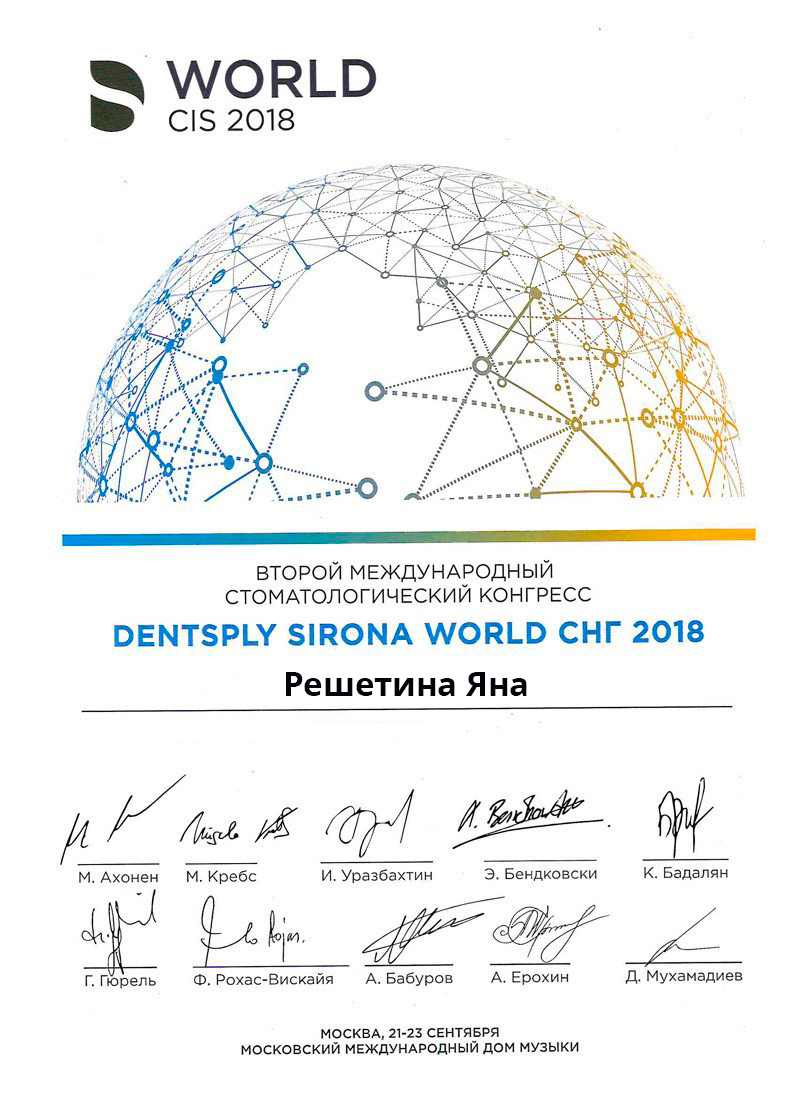 WORLD
CIS 2018
ВТОРОЙ МЕЖДУНАРОДНЫЙ
СТОМАТОЛОГИЧЕСКИЙ КОНГРЕСС
DENTSPLY SIRONA WORLD СНГ 2018
Решетина Яна
М. Ахонен М. Кребс И. Уразбахтин Э. Бендковски К. Бадалян
Г. Гюрель Ф. Рохас-Вискайя А. Бабуров А. Ерохин Д. Мухамадиев
МОСКВА, 21-23 СЕНТЯБРЯ
МОСКОВСКИЙ МЕЖДУНАРОДНЫЙ ДОМ МУЗЫКИ